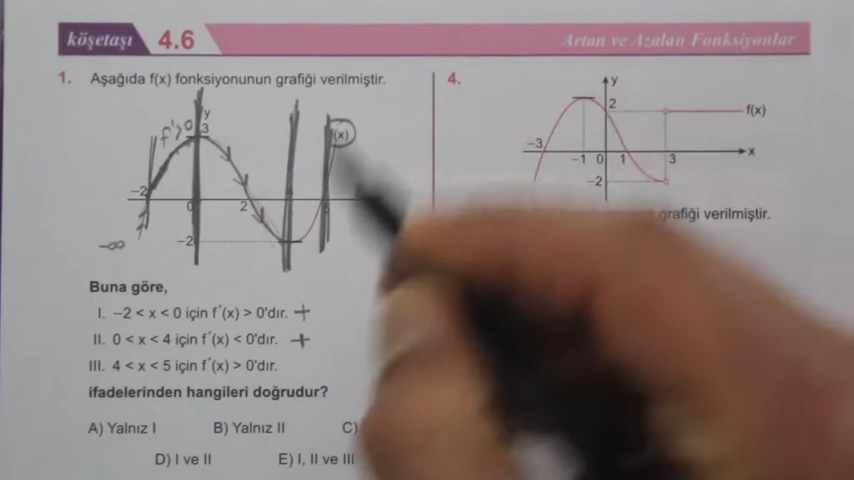 köşetaşı 4.6 Artan ve Azalan Fonksiyonlar
1. Aşağıda f(x) fonksiyonunun grafiği verilmiştir.
f'>0
y
3
(x)
-2
0
2
-2
-∞
Buna göre,
I. -2 < x < 0 için f'(x) > 0'dır. +
II. 0 < x < 4 için f'(x) < 0'dır. +
III. 4 < x < 5 için f'(x) > 0'dır.
ifadelerinden hangileri doğrudur?
A) Yalnız I B) Yalnız II C)
D) I ve II E) I, II ve III
4.
y
2
f(x)
-3
x
-1 0 1 3
-2
grafiği verilmiştir.